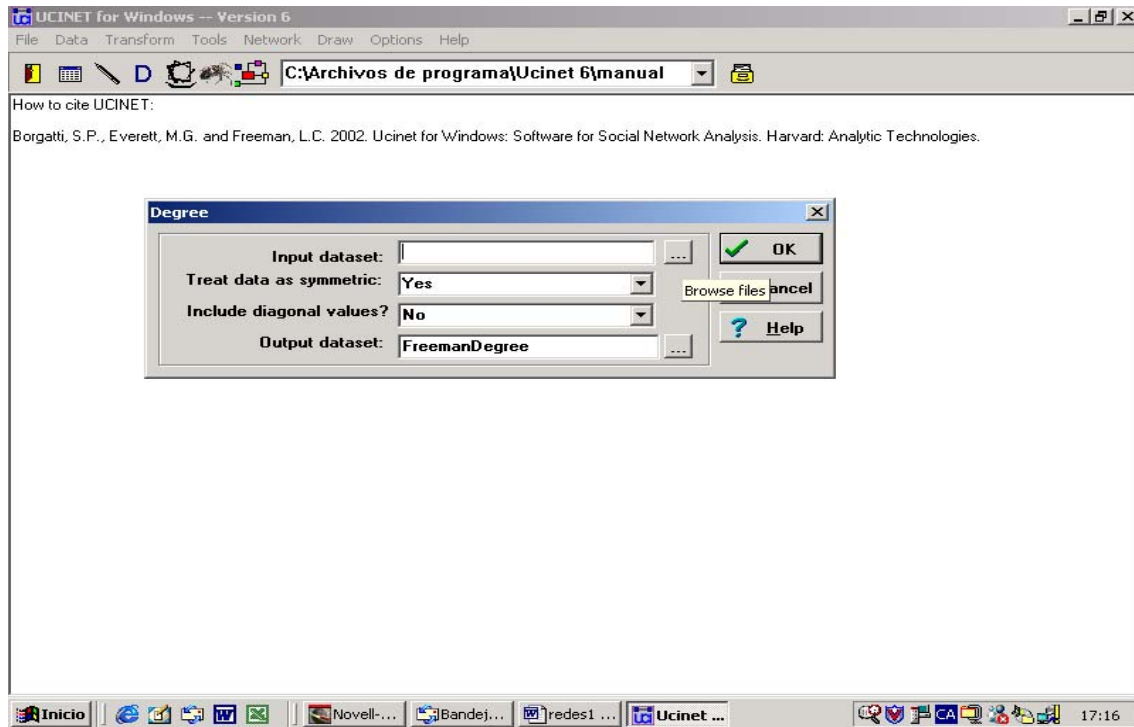 UCINET for Windows -- Version 6
File Data Transform Tools Network Draw Options Help
D C:\Archivos de programa\Ucinet 6\manual
How to cite UCINET:
Borgatti, S.P., Everett, M.G. and Freeman, L.C. 2002. Ucinet for Windows: Software for Social Network Analysis. Harvard: Analytic Technologies.
Degree
Input dataset: ... OK
Treat data as symmetric: Yes Browse files ancel
Include diagonal values? No
? Help
Output dataset: FreemanDegree ...
Inicio Novell-... Bandej... redes1 ... Ucinet ... CA 17:16